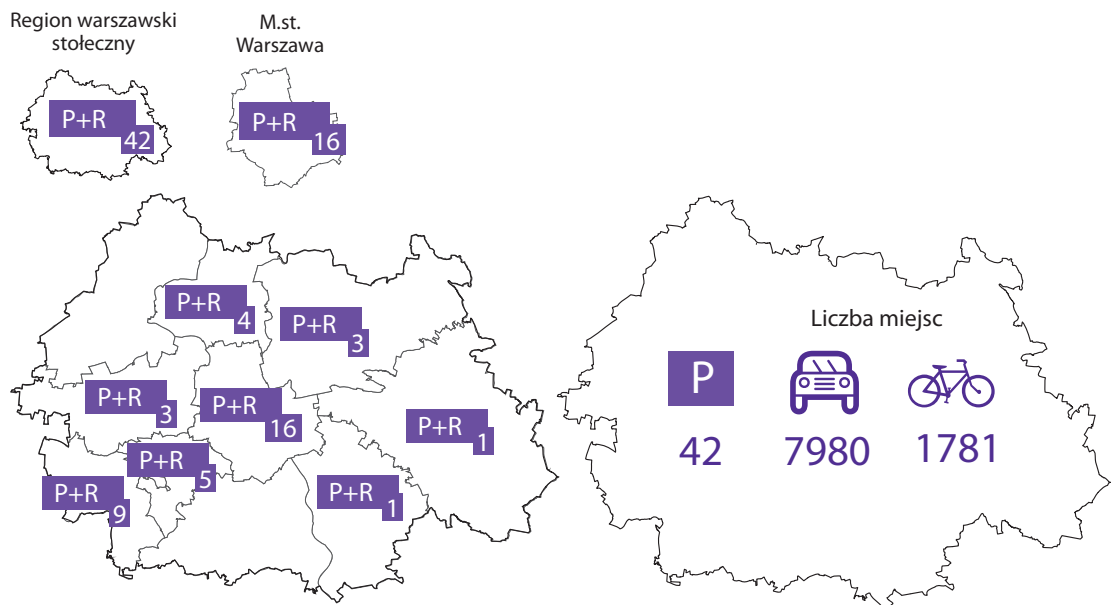 Region warszawski
stołeczny
P+R
42
M.st.
Warszawa
P+R
16
P+R
4
P+R
3
P+R
3
P+R
16
P+R
1
P+R
5
P+R
9
P+R
1
Liczba miejsc
P
42
7980
1781